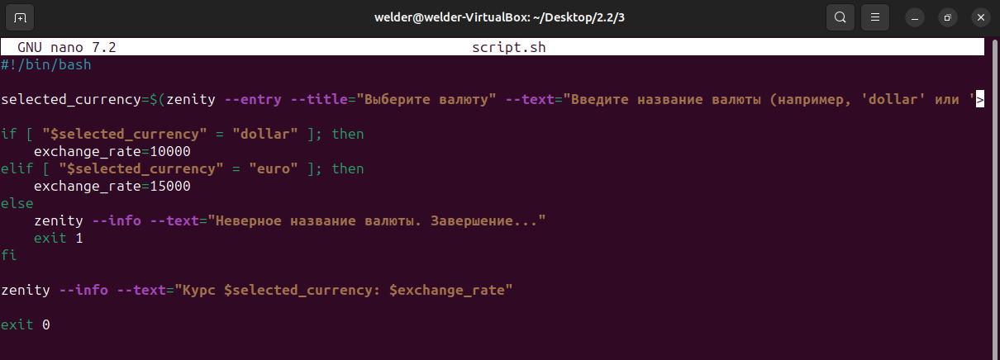 welder@welder-VirtualBox: ~/Desktop/2.2/3
GNU nano 7.2 script.sh
#!/bin/bash
selected_currency=$(zenity --entry --title="Выберите валюту" --text="Введите название валюты (например, 'dollar' или '>
if [ "$selected_currency" = "dollar" ]; then
exchange_rate=10000
elif [ "$selected_currency" = "euro" ]; then
exchange_rate=15000
else
zenity --info --text="Неверное название валюты. Завершение..."
exit 1
fi
zenity --info --text="Курс $selected_currency: $exchange_rate"
exit 0